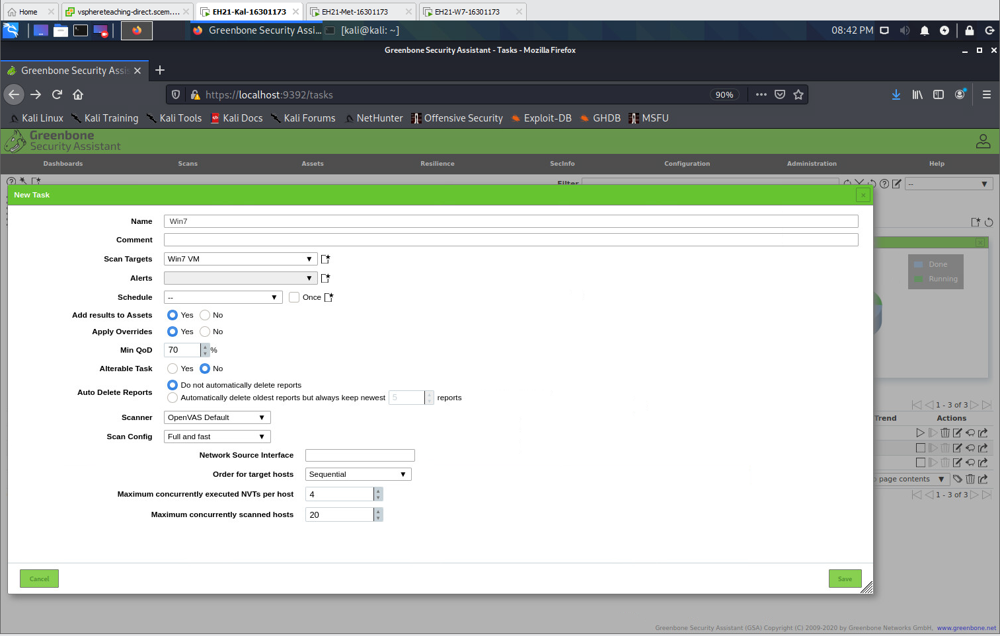 Home
vsphereteaching-direct.scem....
EH21-Kal-16301173
EH21-Met-16301173
EH21-W7-16301173
Greenbone Security Assi...
[kali@kali: ~]
08:42 PM
Greenbone Security Assistant - Tasks - Mozilla Firefox
Greenbone Security Assis
https://localhost:9392/tasks
90%
Kali Linux
Kali Training
Kali Tools
Kali Docs
Kali Forums
NetHunter
Offensive Security
Exploit-DB
GHDB
MSFU
Greenbone
Security Assistant
Dashboards
Scans
Assets
Resilience
SecInfo
Configuration
Administration
Help
Filter
--
New Task
Name
Win7
Comment
Scan Targets
Win7 VM
Alerts
Schedule
--
Once
Add results to Assets
Yes
No
Apply Overrides
Yes
No
Min QoD
70
%
Alterable Task
Yes
No
Auto Delete Reports
Do not automatically delete reports
Automatically delete oldest reports but always keep newest
5
reports
Scanner
OpenVAS Default
Scan Config
Full and fast
Network Source Interface
Order for target hosts
Sequential
Maximum concurrently executed NVTs per host
4
Maximum concurrently scanned hosts
20
Cancel
Save
Done
Running
1 - 3 of 3
Trend
Actions
page contents
1 - 3 of 3
Greenbone Security Assistant (GSA) Copyright (C) 2009-2020 by Greenbone Networks GmbH, www.greenbone.net